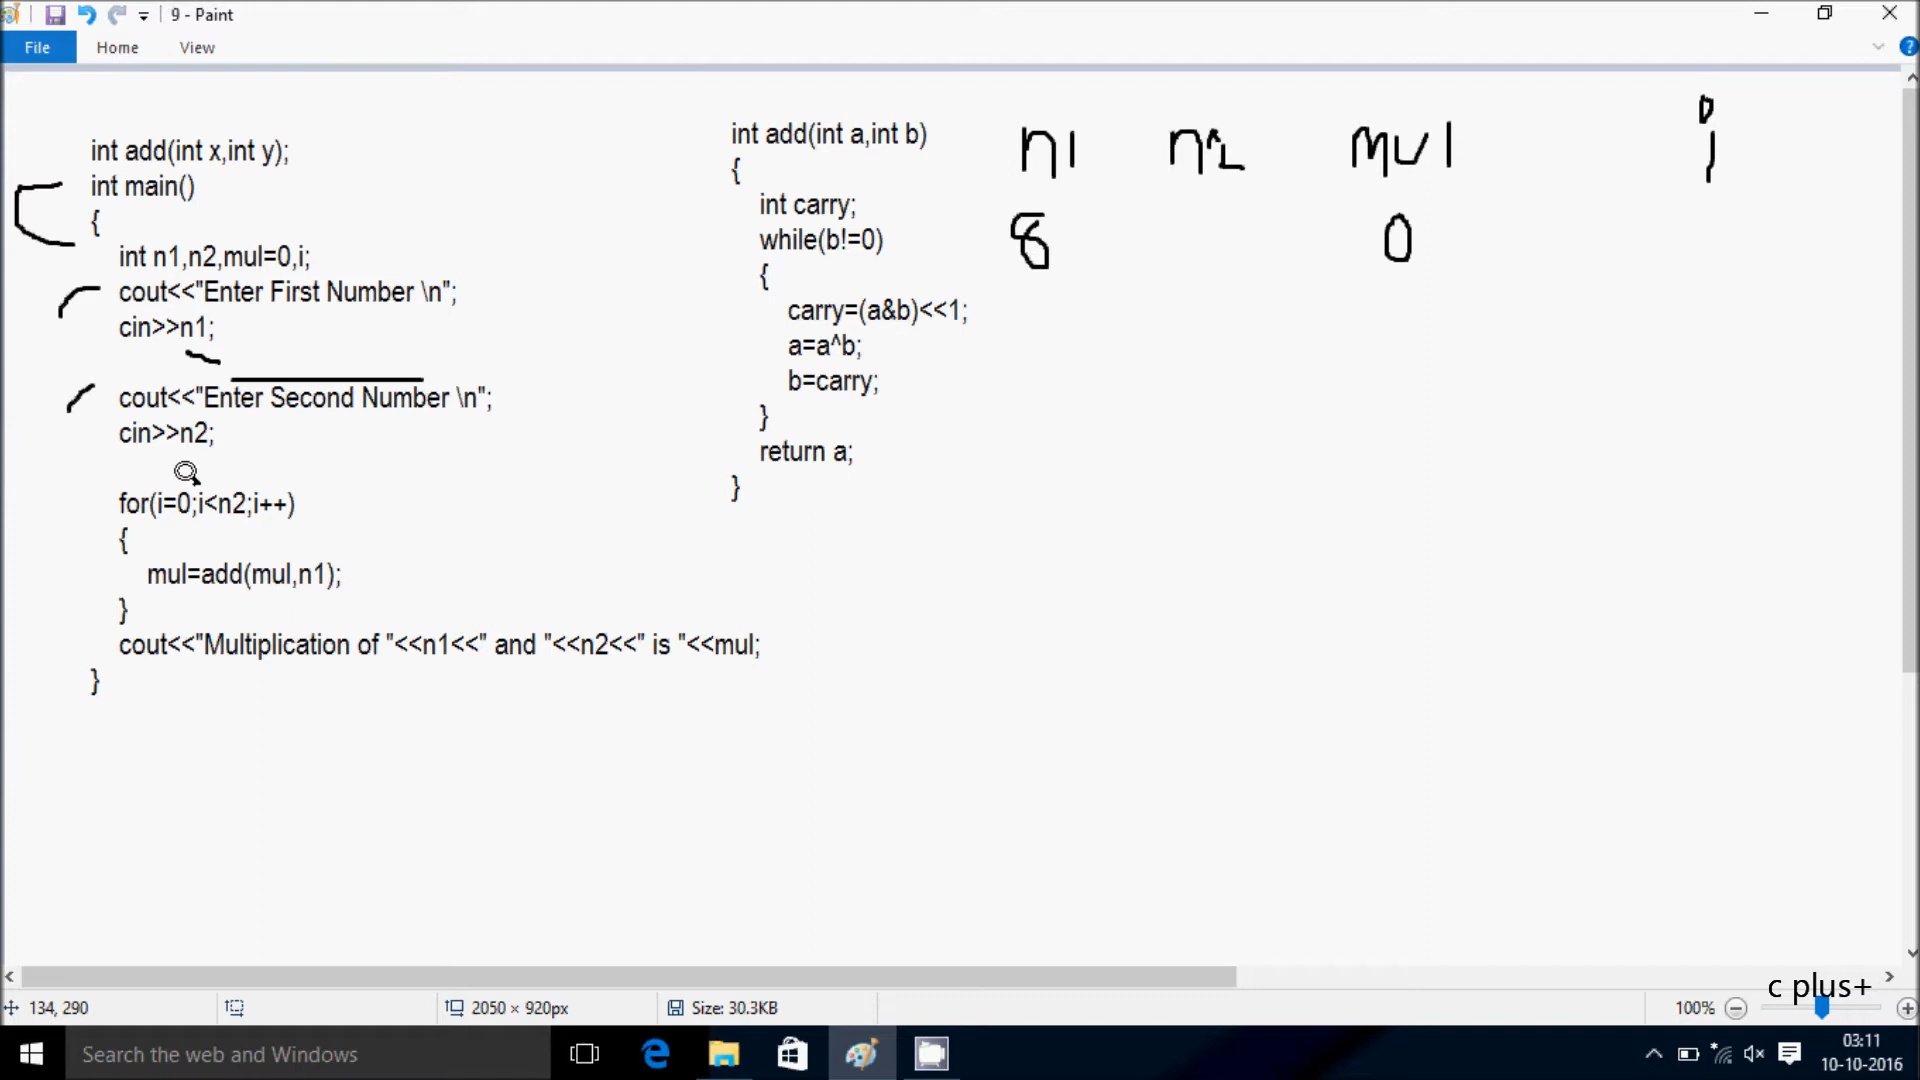 9 - Paint
File Home View
int add(int x,int y);
int main()
{
int n1,n2,mul=0,i;
cout<<"Enter First Number \n";
cin>>n1;
cout<<"Enter Second Number \n";
cin>>n2;
for(i=0;i<n2;i++)
{
mul=add(mul,n1);
}
cout<<"Multiplication of "<<n1<<" and "<<n2<<" is "<<mul;
}
int add(int a,int b)
{
int carry;
while(b!=0)
{
carry=(a&b)<<1;
a=a^b;
b=carry;
}
return a;
}
n1 n2 mul i
8 0
c plus+
134, 290 2050 × 920px Size: 30.3KB 100%
Search the web and Windows
03:11
10-10-2016